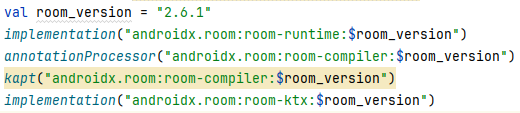 val room_version = "2.6.1"
implementation("androidx.room:room-runtime:$room_version")
annotationProcessor("androidx.room:room-compiler:$room_version")
kapt("androidx.room:room-compiler:$room_version")
implementation("androidx.room:room-ktx:$room_version")